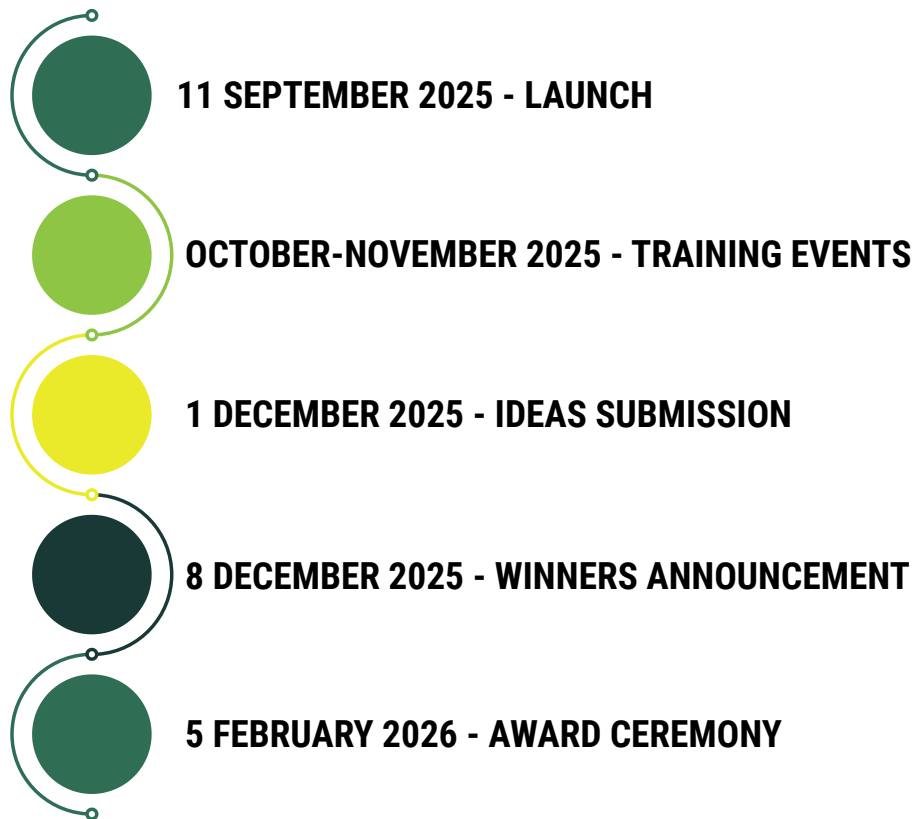 11 SEPTEMBER 2025 - LAUNCH
OCTOBER-NOVEMBER 2025 - TRAINING EVENTS
1 DECEMBER 2025 - IDEAS SUBMISSION
8 DECEMBER 2025 - WINNERS ANNOUNCEMENT
5 FEBRUARY 2026 - AWARD CEREMONY